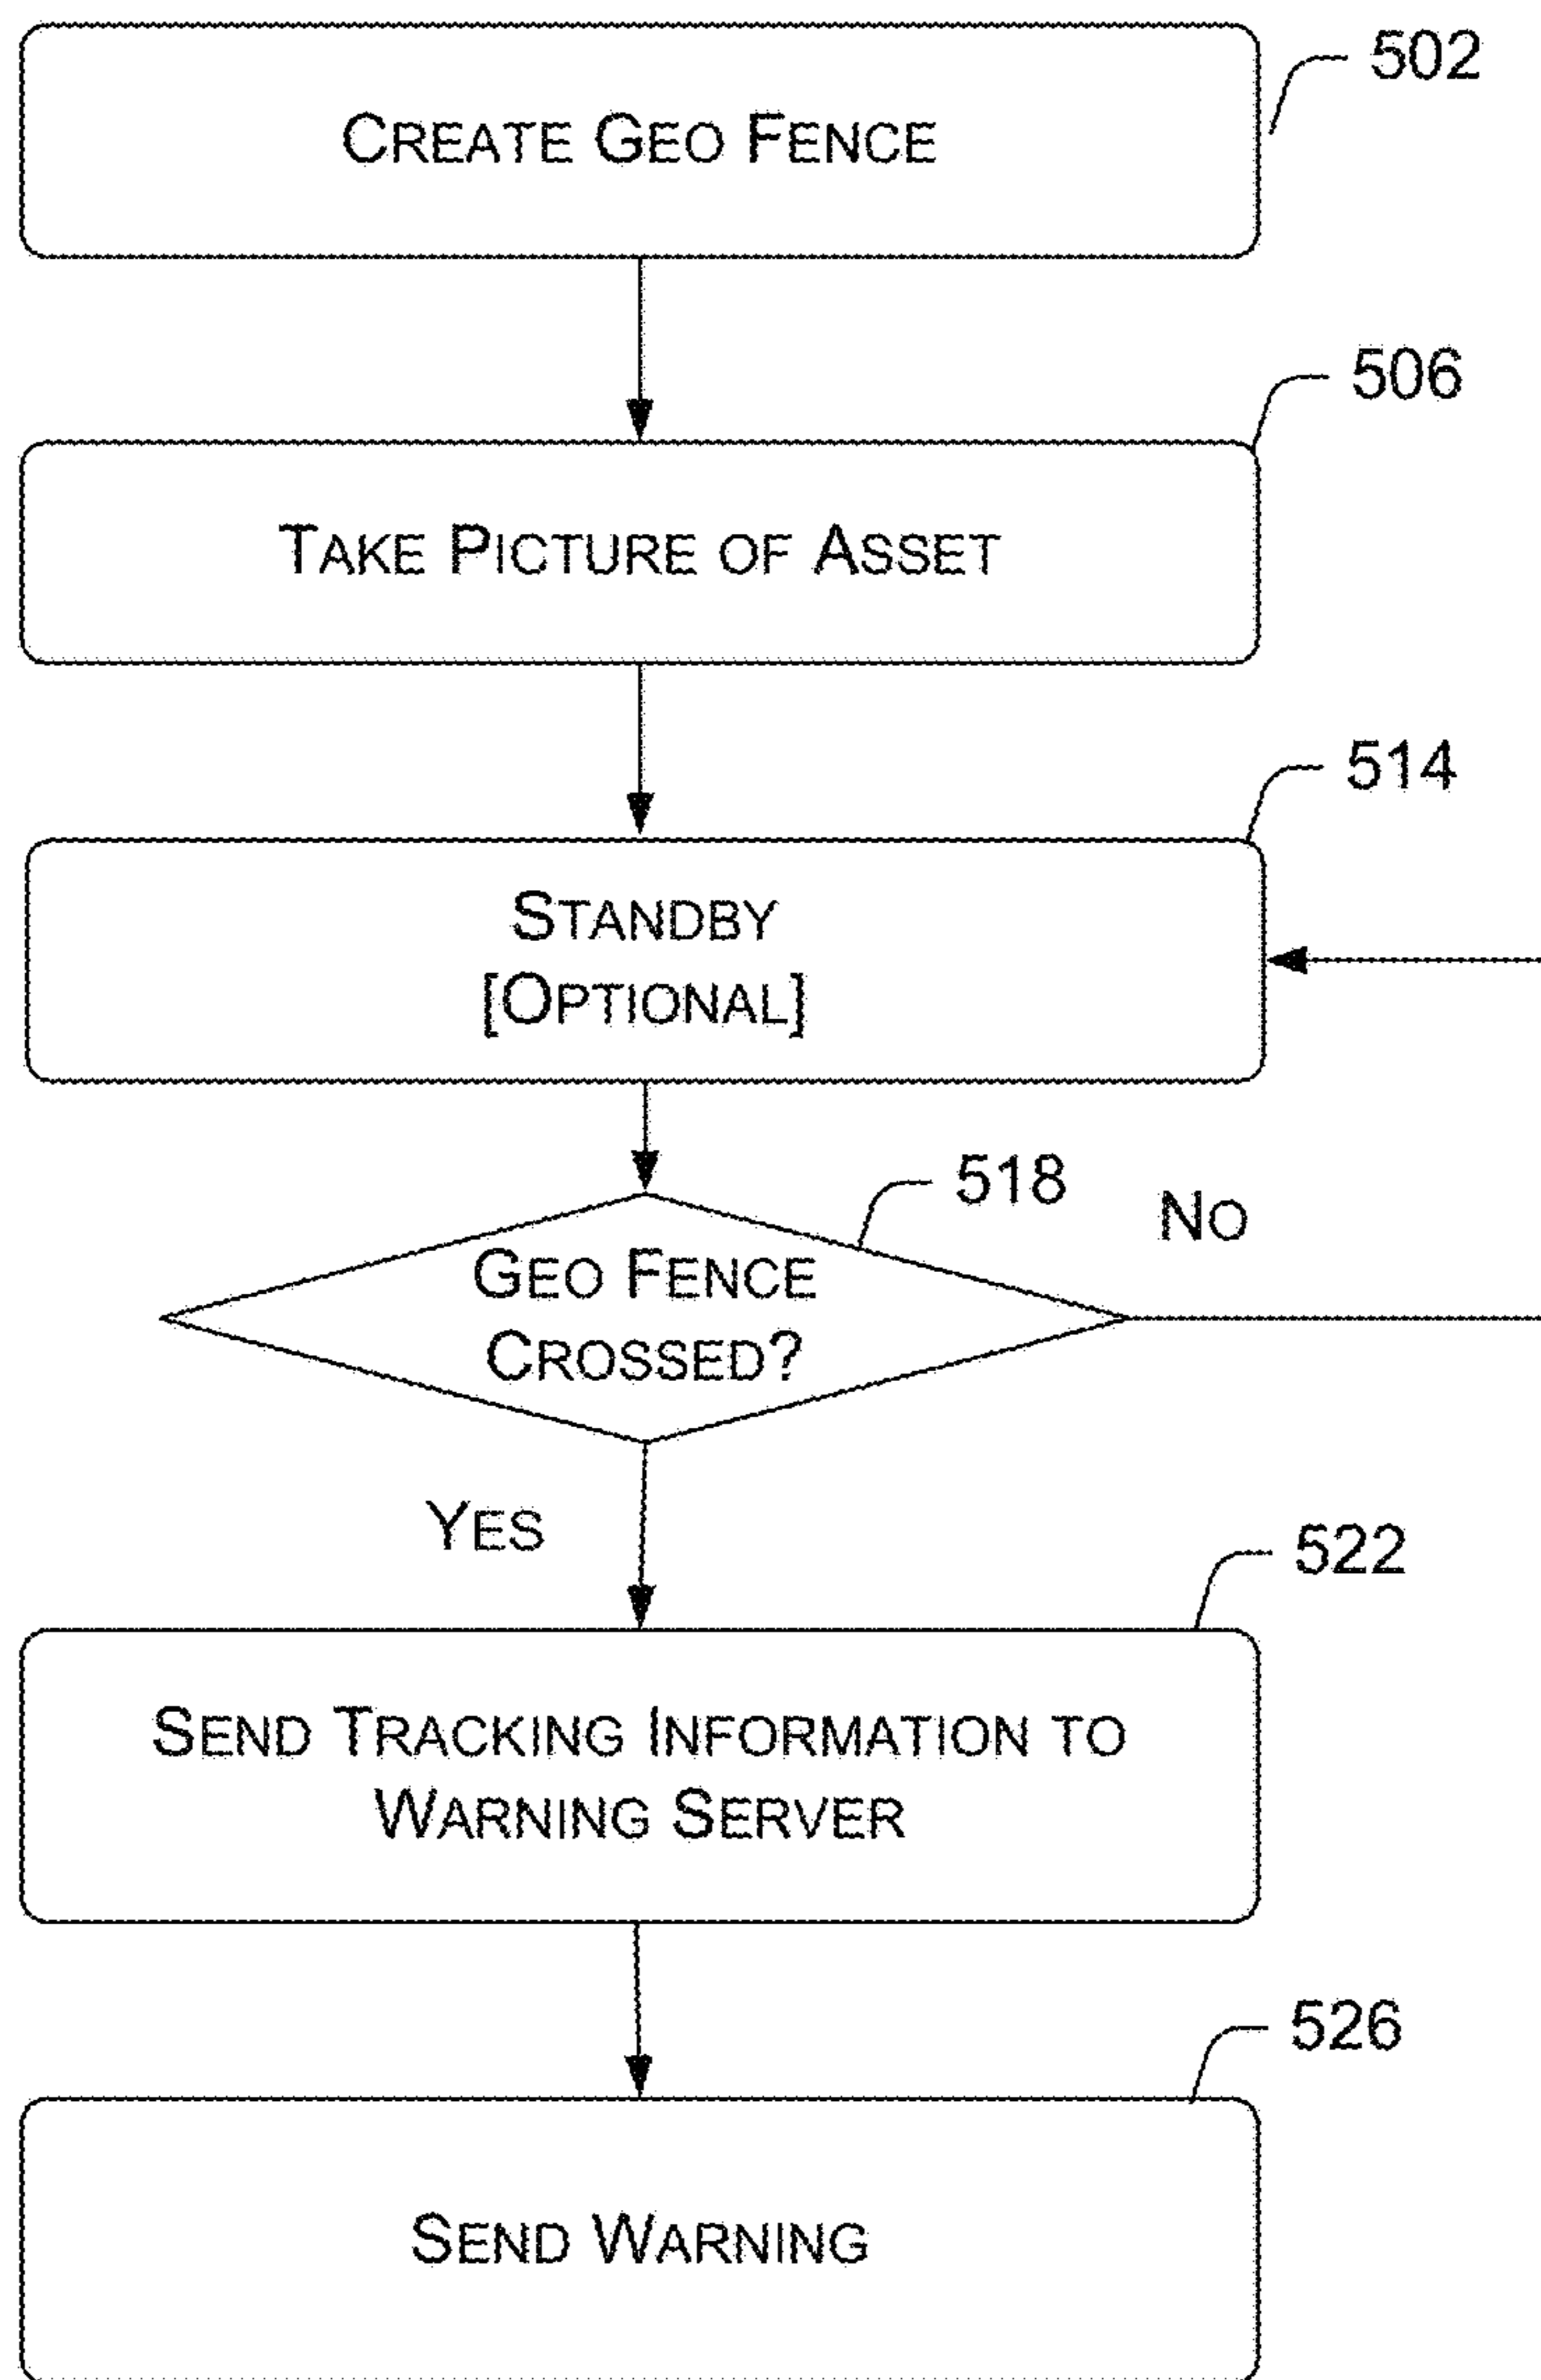 CREATE GEO FENCE
502
506
TAKE PICTURE OF ASSET
514
STANDBY
[OPTIONAL]
518
NO
GEO FENCE
CROSSED?
YES
522
SEND TRACKING INFORMATION TO
WARNING SERVER
526
SEND WARNING